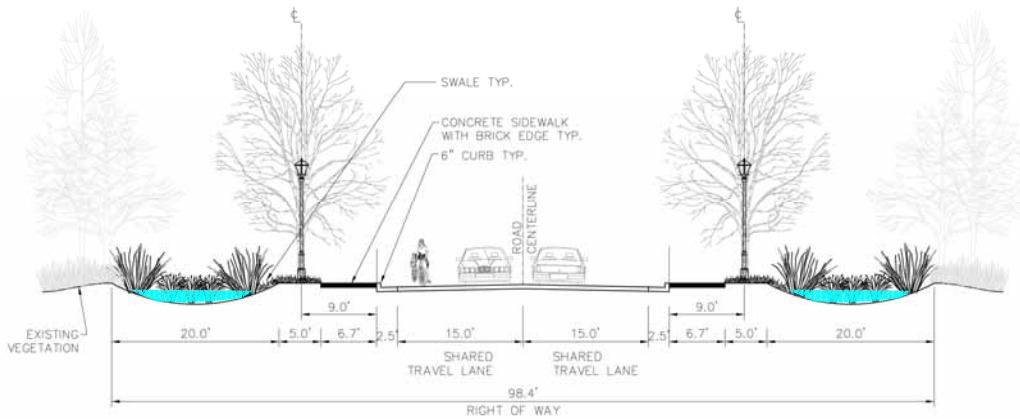 ℄
℄
SWALE TYP.
CONCRETE SIDEWALK
WITH BRICK EDGE TYP.
6" CURB TYP.
ROAD
CENTERLINE
9.0'
9.0'
EXISTING
VEGETATION
20.0'
5.0'
6.7'
2.5'
15.0'
15.0'
2.5'
6.7'
5.0'
20.0'
SHARED
TRAVEL LANE
SHARED
TRAVEL LANE
98.4'
RIGHT OF WAY